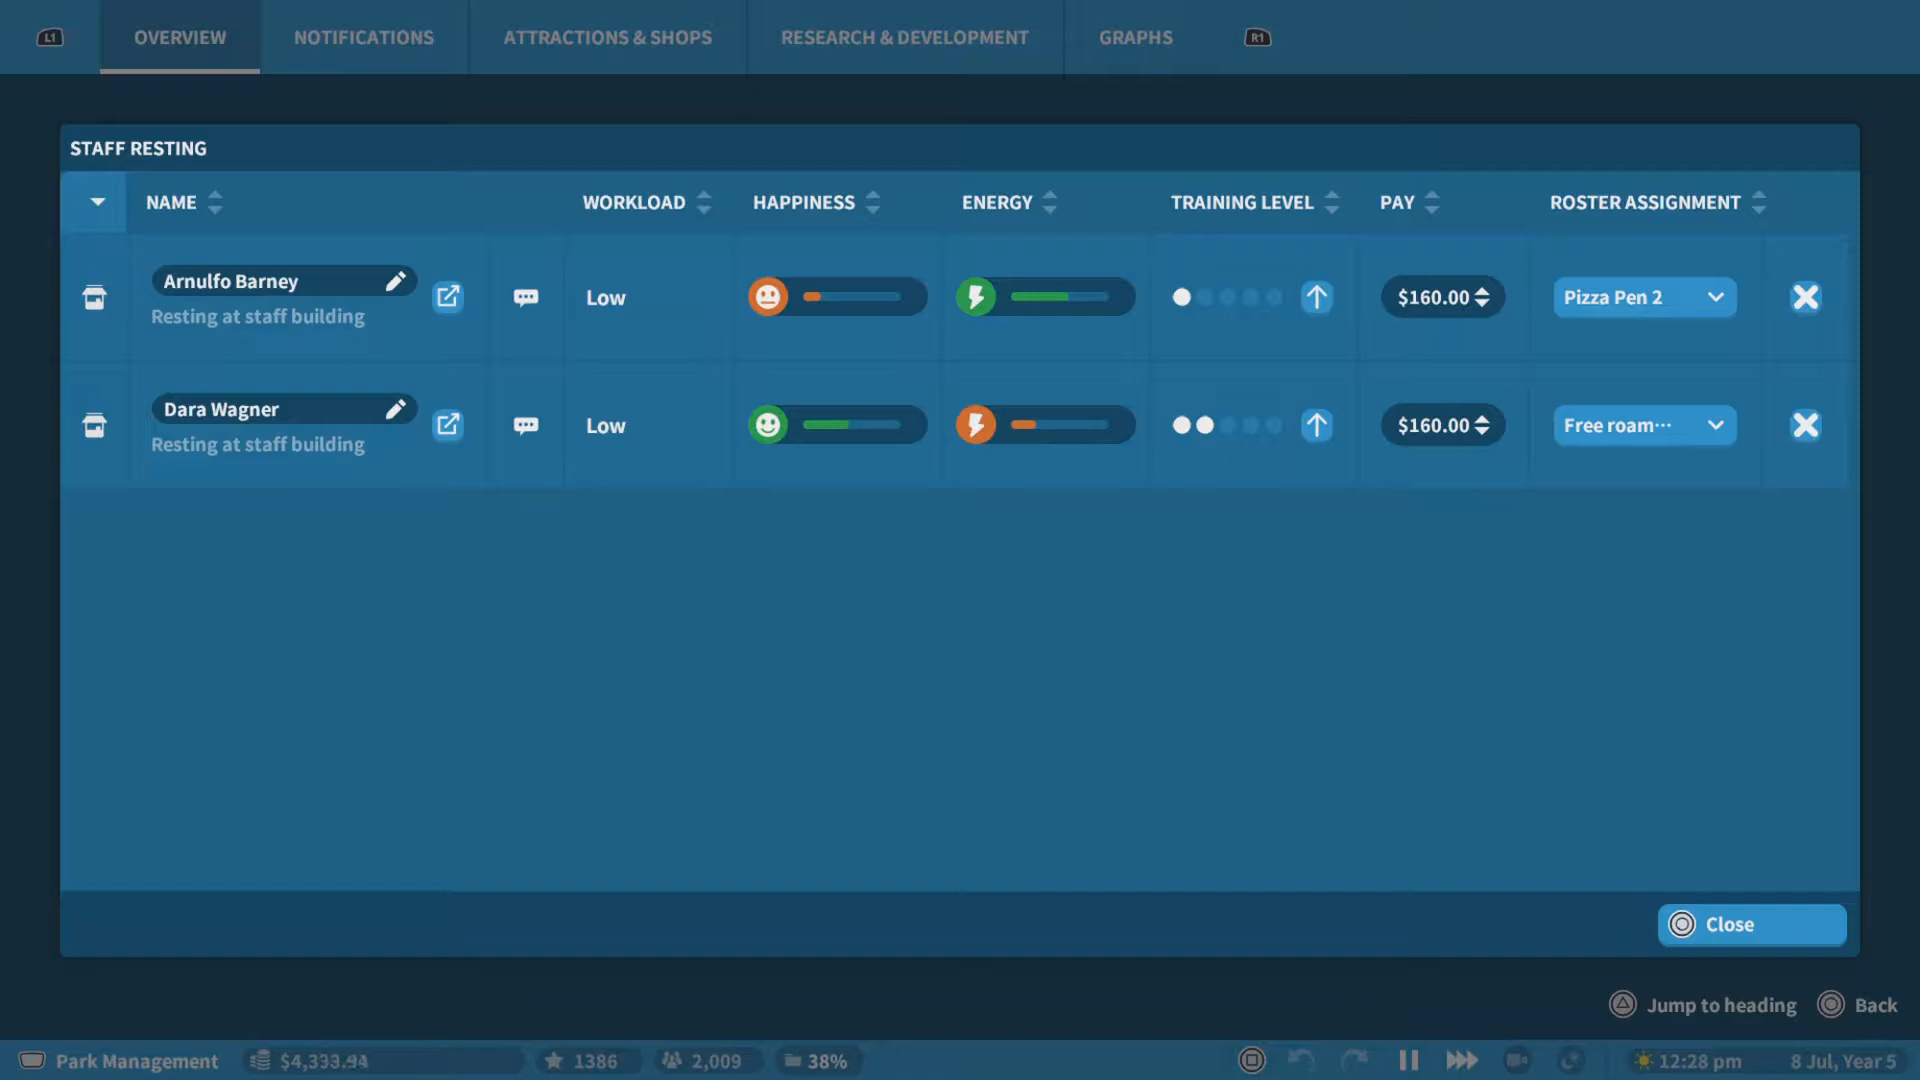 L1 OVERVIEW NOTIFICATIONS ATTRACTIONS & SHOPS RESEARCH & DEVELOPMENT GRAPHS R1
STAFF RESTING
NAME WORKLOAD HAPPINESS ENERGY TRAINING LEVEL PAY ROSTER ASSIGNMENT
Arnulfo Barney
Resting at staff building
Low $160.00 Pizza Pen 2
Dara Wagner
Resting at staff building
Low $160.00 Free roam···
Close
Jump to heading Back
Park Management 1386 2,009 38% 12:28 pm 8 Jul, Year 5